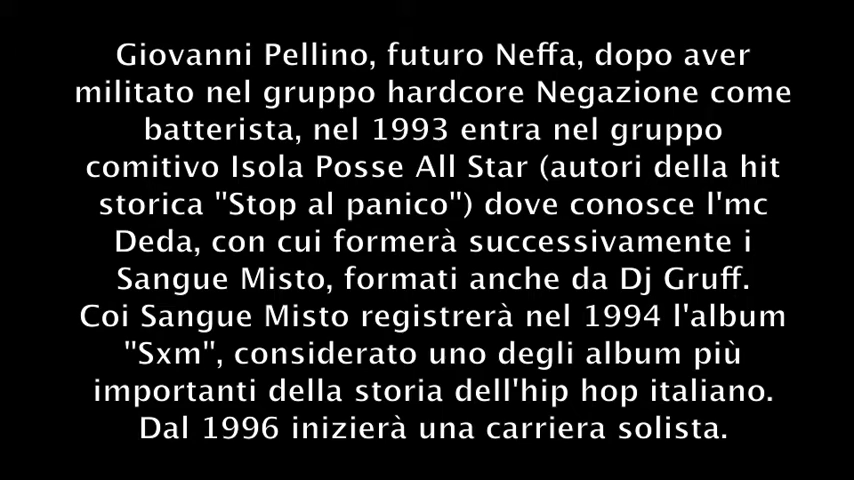 Giovanni Pellino, futuro Neffa, dopo aver
militato nel gruppo hardcore Negazione come
batterista, nel 1993 entra nel gruppo
comitivo Isola Posse All Star (autori della hit
storica "Stop al panico") dove conosce l'mc
Deda, con cui formerà successivamente i
Sangue Misto, formati anche da Dj Gruff.
Coi Sangue Misto registrerà nel 1994 l'album
"Sxm", considerato uno degli album più
importanti della storia dell'hip hop italiano.
Dal 1996 inizierà una carriera solista.